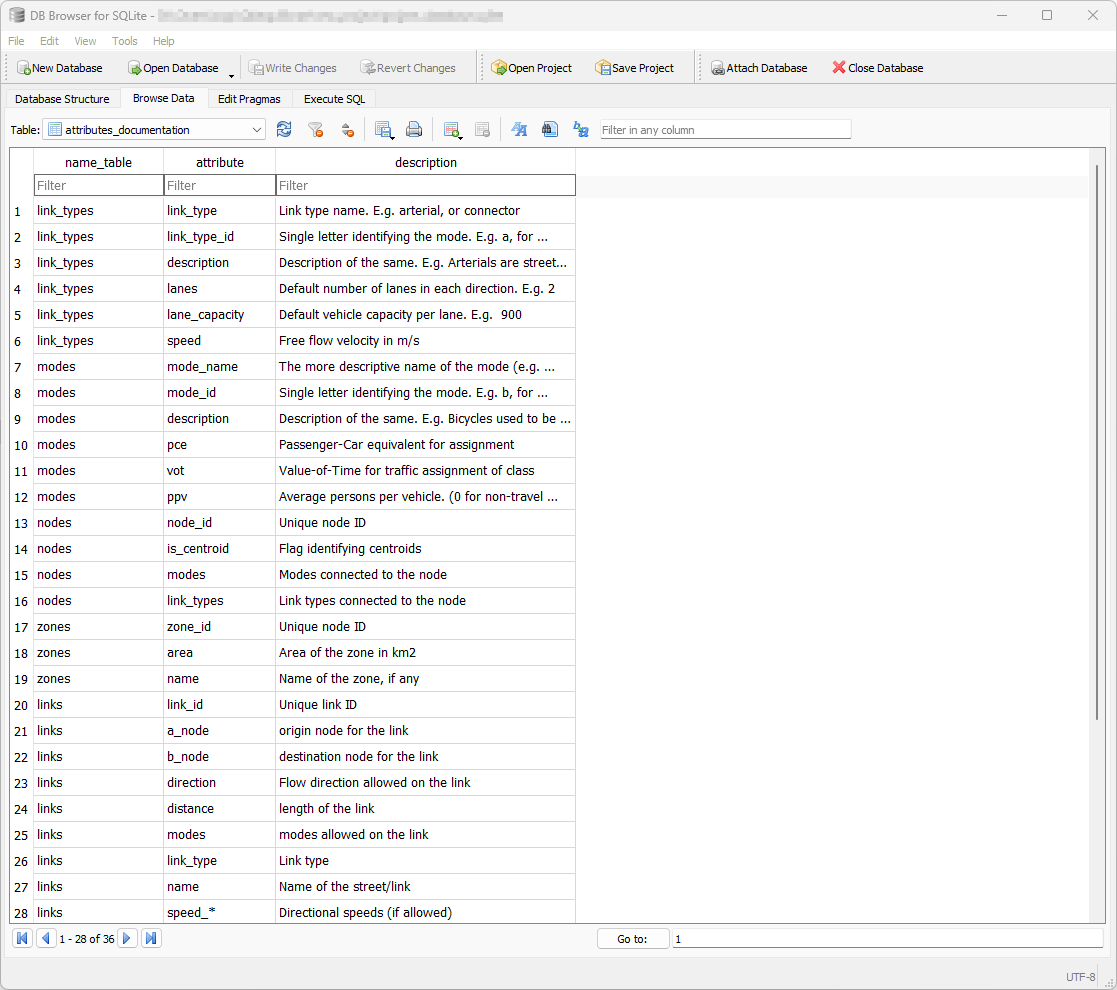 DB Browser for SQLite -
File Edit View Tools Help
New Database Open Database Write Changes Revert Changes Open Project Save Project Attach Database Close Database
Database Structure Browse Data Edit Pragmas Execute SQL
Table: attributes_documentation Filter in any column
name_table attribute description
Filter Filter Filter
1 link_types link_type Link type name. E.g. arterial, or connector
2 link_types link_type_id Single letter identifying the mode. E.g. a, for ...
3 link_types description Description of the same. E.g. Arterials are street...
4 link_types lanes Default number of lanes in each direction. E.g. 2
5 link_types lane_capacity Default vehicle capacity per lane. E.g.  900
6 link_types speed Free flow velocity in m/s
7 modes mode_name The more descriptive name of the mode (e.g. ...
8 modes mode_id Single letter identifying the mode. E.g. b, for ...
9 modes description Description of the same. E.g. Bicycles used to be ...
10 modes pce Passenger-Car equivalent for assignment
11 modes vot Value-of-Time for traffic assignment of class
12 modes ppv Average persons per vehicle. (0 for non-travel ...
13 nodes node_id Unique node ID
14 nodes is_centroid Flag identifying centroids
15 nodes modes Modes connected to the node
16 nodes link_types Link types connected to the node
17 zones zone_id Unique node ID
18 zones area Area of the zone in km2
19 zones name Name of the zone, if any
20 links link_id Unique link ID
21 links a_node origin node for the link
22 links b_node destination node for the link
23 links direction Flow direction allowed on the link
24 links distance length of the link
25 links modes modes allowed on the link
26 links link_type Link type
27 links name Name of the street/link
28 links speed_* Directional speeds (if allowed)
1 - 28 of 36 Go to: 1
UTF-8